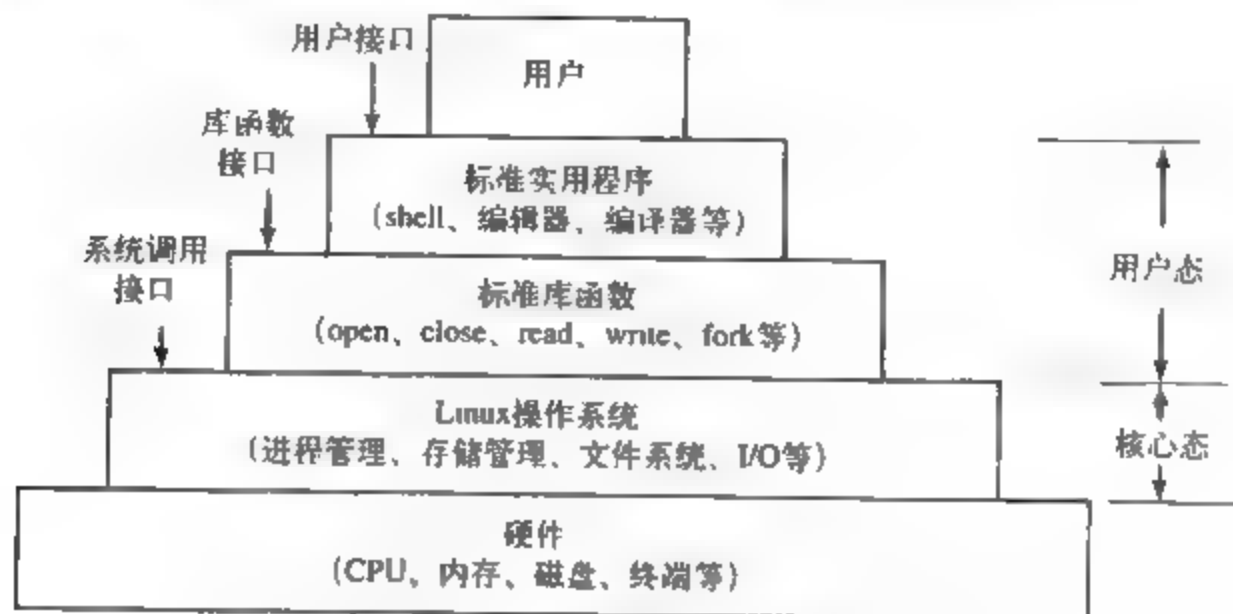 用户接口
用户
库函数
接口
标准实用程序
(shell、编辑器、编译器等)
系统调用
接口
标准库函数
(open、close、read、write、fork等)
用户态
Linux操作系统
(进程管理、存储管理、文件系统、I/O等)
核心态
硬件
(CPU、内存、磁盘、终端等)